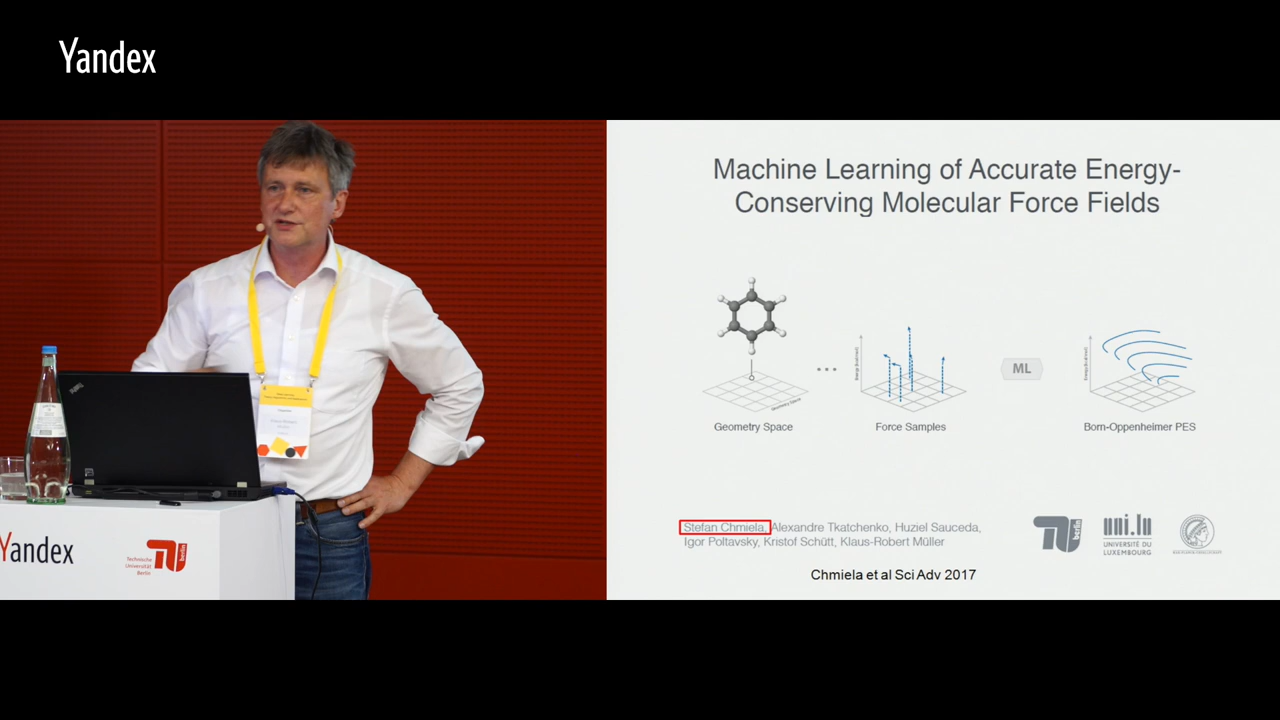 Yandex
Machine Learning of Accurate Energy-
Conserving Molecular Force Fields
ML
Geometry Space
Force Samples
Born-Oppenheimer PES
Stefan Chmiela, Alexandre Tkatchenko, Huziel Sauceda,
Igor Poltavsky, Kristof Schütt, Klaus-Robert Müller
berlin
uni.lu
UNIVERSITÉ DU
LUXEMBOURG
Chmiela et al Sci Adv 2017
Yandex
Technische
Universität
Berlin
berlin